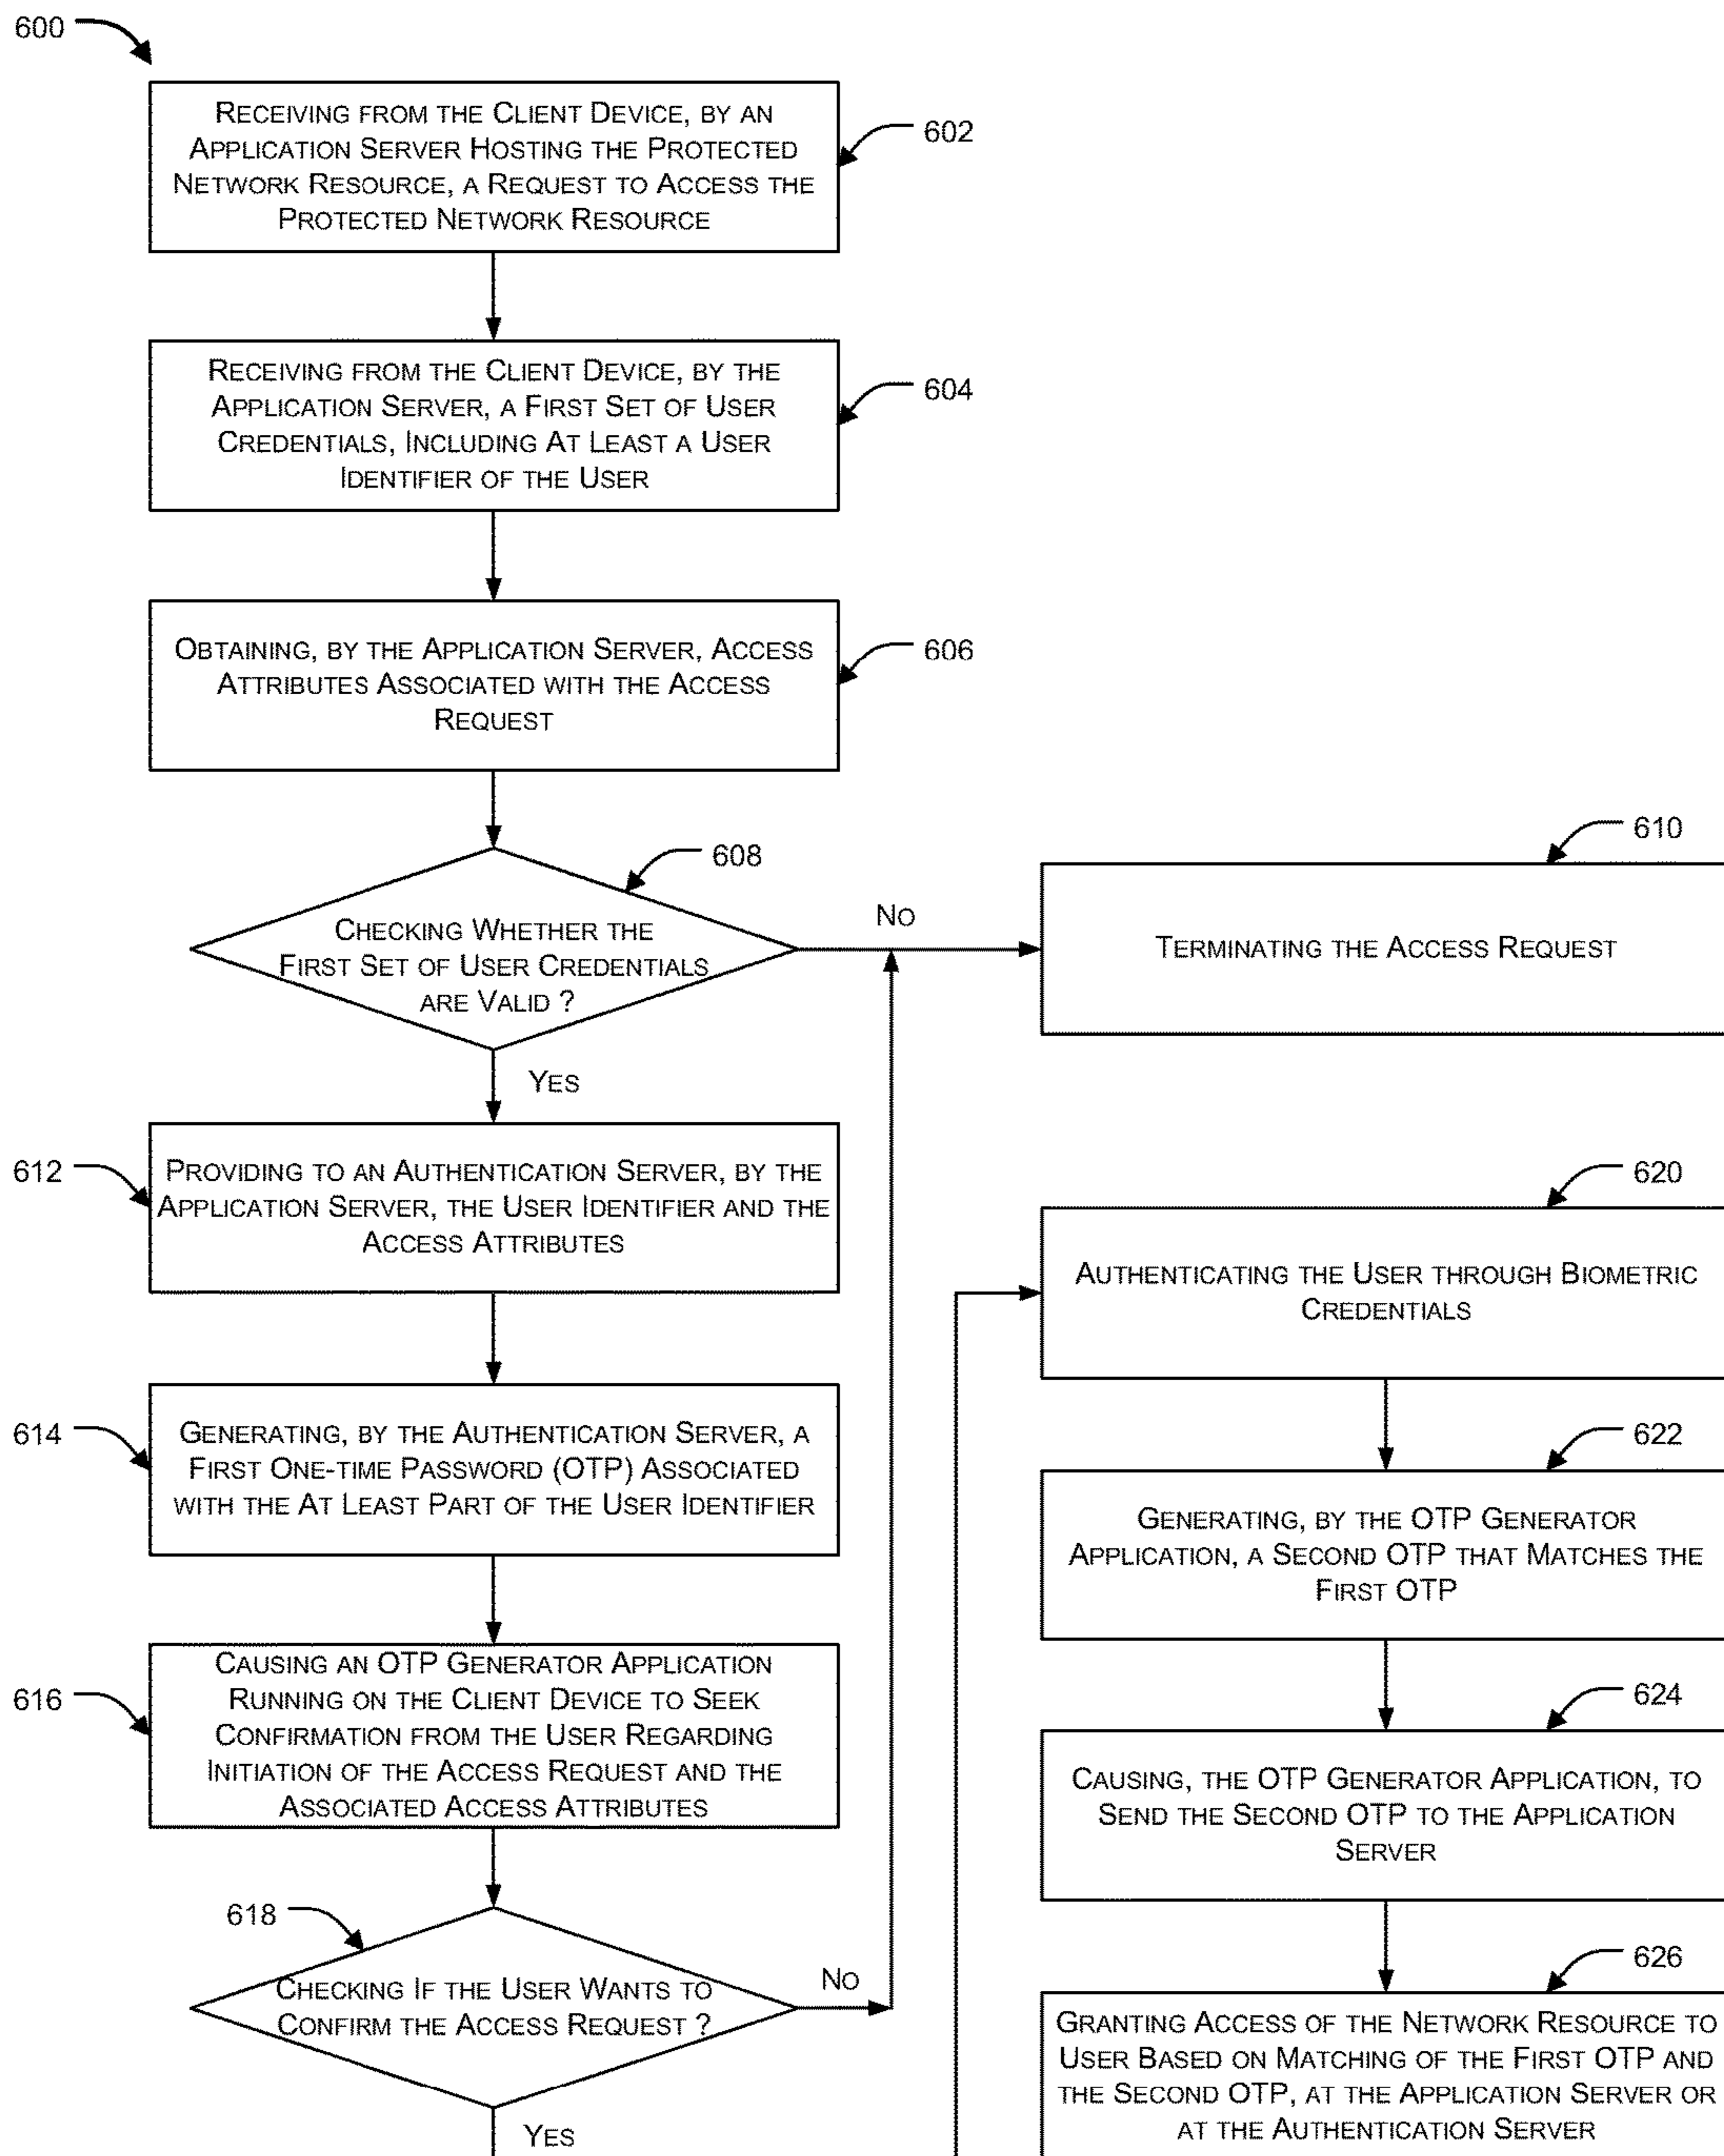 600
RECEIVING FROM THE CLIENT DEVICE, BY AN
APPLICATION SERVER HOSTING THE PROTECTED
NETWORK RESOURCE, A REQUEST TO ACCESS THE
PROTECTED NETWORK RESOURCE
602
RECEIVING FROM THE CLIENT DEVICE, BY THE
APPLICATION SERVER, A FIRST SET OF USER
CREDENTIALS, INCLUDING AT LEAST A USER
IDENTIFIER OF THE USER
604
OBTAINING, BY THE APPLICATION SERVER, ACCESS
ATTRIBUTES ASSOCIATED WITH THE ACCESS
REQUEST
606
608
CHECKING WHETHER THE
FIRST SET OF USER CREDENTIALS
ARE VALID ?
NO
YES
610
TERMINATING THE ACCESS REQUEST
612
PROVIDING TO AN AUTHENTICATION SERVER, BY THE
APPLICATION SERVER, THE USER IDENTIFIER AND THE
ACCESS ATTRIBUTES
614
GENERATING, BY THE AUTHENTICATION SERVER, A
FIRST ONE-TIME PASSWORD (OTP) ASSOCIATED
WITH THE AT LEAST PART OF THE USER IDENTIFIER
616
CAUSING AN OTP GENERATOR APPLICATION
RUNNING ON THE CLIENT DEVICE TO SEEK
CONFIRMATION FROM THE USER REGARDING
INITIATION OF THE ACCESS REQUEST AND THE
ASSOCIATED ACCESS ATTRIBUTES
618
CHECKING IF THE USER WANTS TO
CONFIRM THE ACCESS REQUEST ?
NO
YES
620
AUTHENTICATING THE USER THROUGH BIOMETRIC
CREDENTIALS
622
GENERATING, BY THE OTP GENERATOR
APPLICATION, A SECOND OTP THAT MATCHES THE
FIRST OTP
624
CAUSING, THE OTP GENERATOR APPLICATION, TO
SEND THE SECOND OTP TO THE APPLICATION
SERVER
626
GRANTING ACCESS OF THE NETWORK RESOURCE TO
USER BASED ON MATCHING OF THE FIRST OTP AND
THE SECOND OTP, AT THE APPLICATION SERVER OR
AT THE AUTHENTICATION SERVER